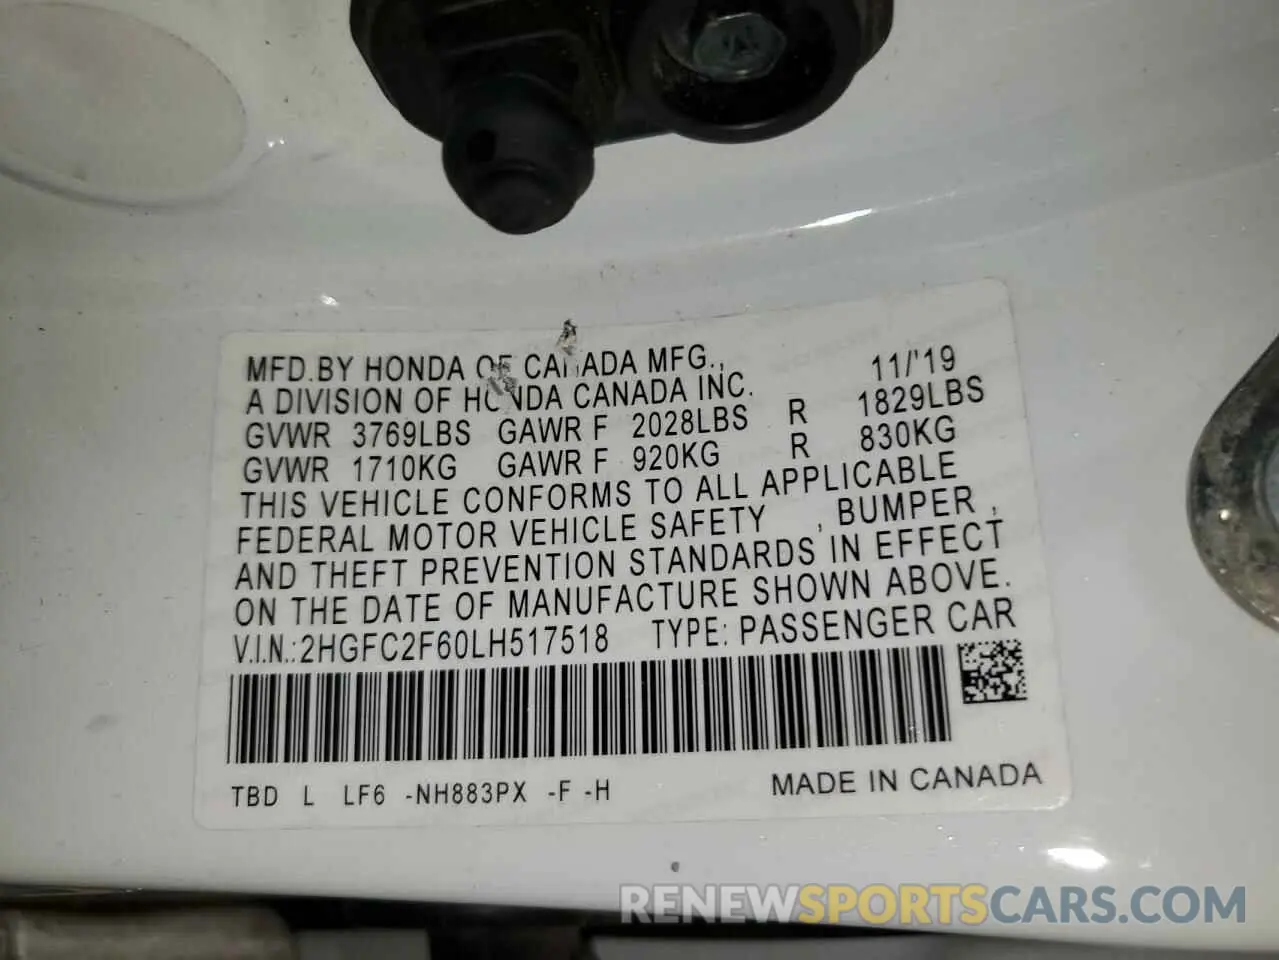 MFD.BY HONDA OF CANADA MFG., 11/'19
A DIVISION OF HONDA CANADA INC.
GVWR 3769LBS GAWR F 2028LBS R 1829LBS
GVWR 1710KG GAWR F 920KG R 830KG
THIS VEHICLE CONFORMS TO ALL APPLICABLE
FEDERAL MOTOR VEHICLE SAFETY , BUMPER ,
AND THEFT PREVENTION STANDARDS IN EFFECT
ON THE DATE OF MANUFACTURE SHOWN ABOVE.
V.I.N.:2HGFC2F60LH517518 TYPE: PASSENGER CAR
TBD L LF6 -NH883PX -F -H MADE IN CANADA
RENEWSPORTSCARS.COM